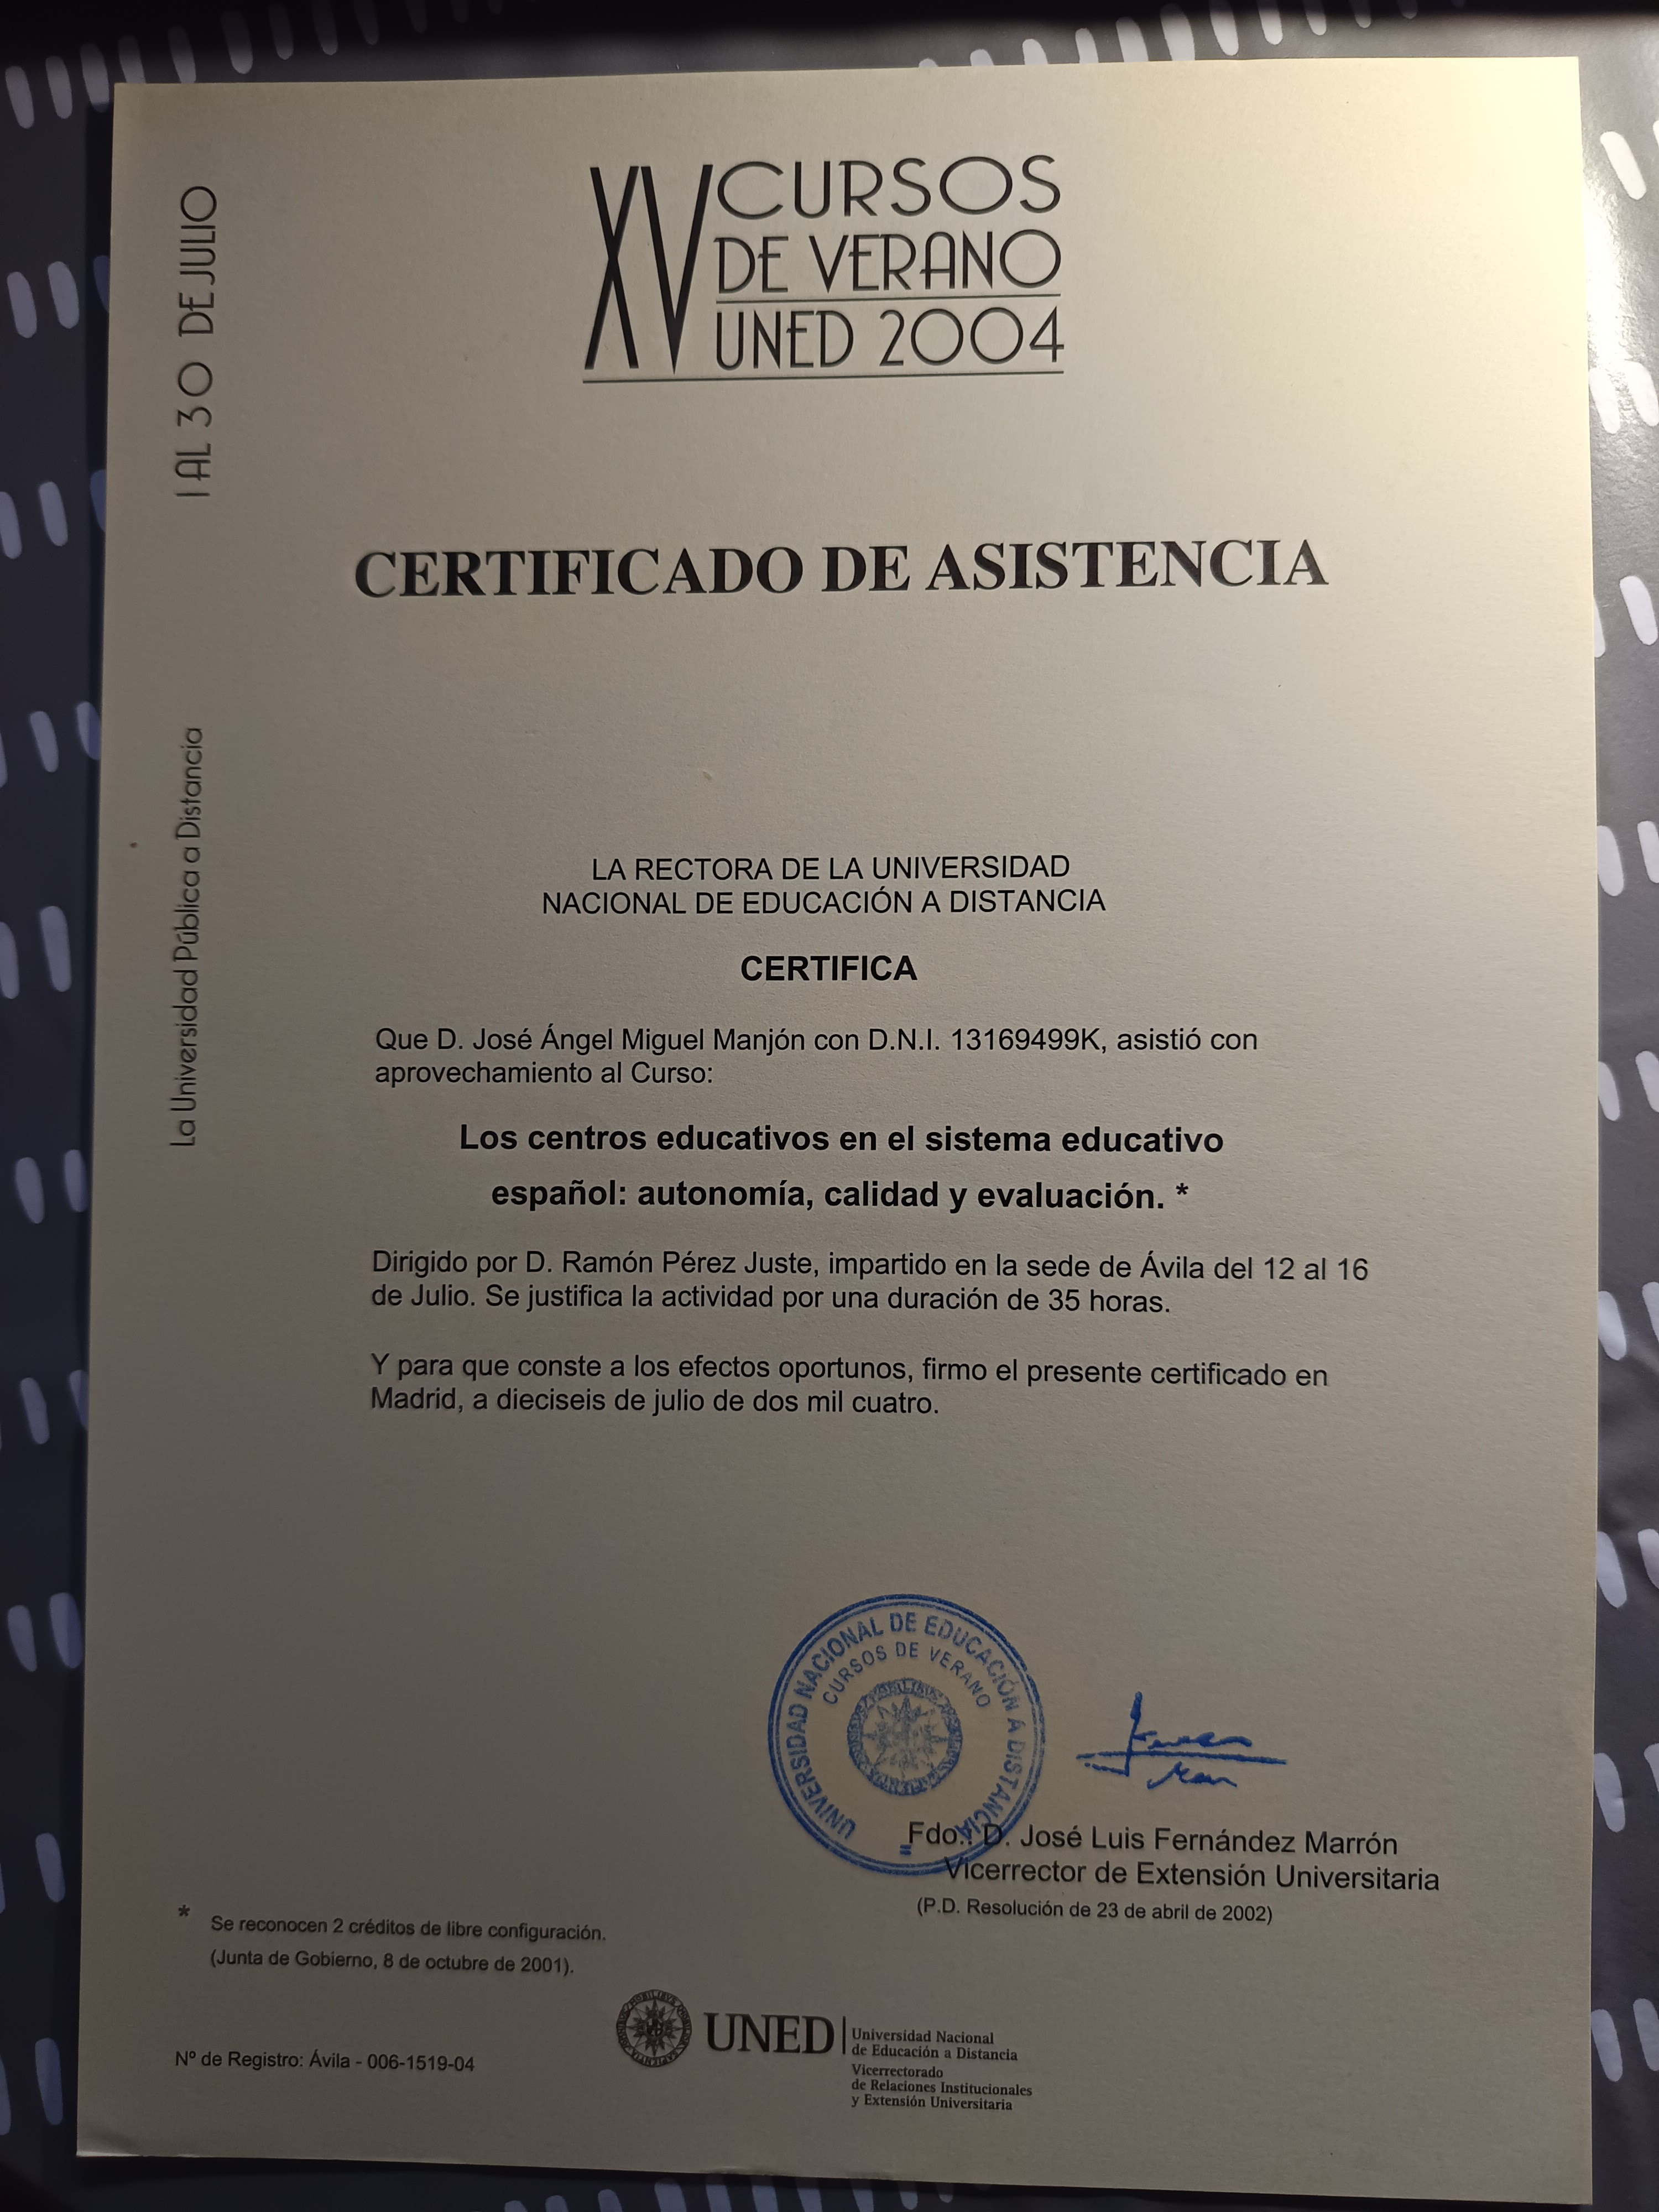 1 AL 30 DE JULIO
La Universidad Pública a Distancia
XV CURSOS
DE VERANO
UNED 2004
CERTIFICADO DE ASISTENCIA
LA RECTORA DE LA UNIVERSIDAD
NACIONAL DE EDUCACIÓN A DISTANCIA
CERTIFICA
Que D. José Ángel Miguel Manjón con D.N.I. 13169499K, asistió con
aprovechamiento al Curso:
Los centros educativos en el sistema educativo
español: autonomía, calidad y evaluación. *
Dirigido por D. Ramón Pérez Juste, impartido en la sede de Ávila del 12 al 16
de Julio. Se justifica la actividad por una duración de 35 horas.
Y para que conste a los efectos oportunos, firmo el presente certificado en
Madrid, a dieciseis de julio de dos mil cuatro.
UNIVERSIDAD NACIONAL DE EDUCACIÓN A DISTANCIA
CURSOS DE VERANO
Fdo.: D. José Luis Fernández Marrón
Vicerrector de Extensión Universitaria
(P.D. Resolución de 23 de abril de 2002)
* Se reconocen 2 créditos de libre configuración.
(Junta de Gobierno, 8 de octubre de 2001).
Nº de Registro: Ávila - 006-1519-04
UNED
Universidad Nacional
de Educación a Distancia
Vicerrectorado
de Relaciones Institucionales
y Extensión Universitaria